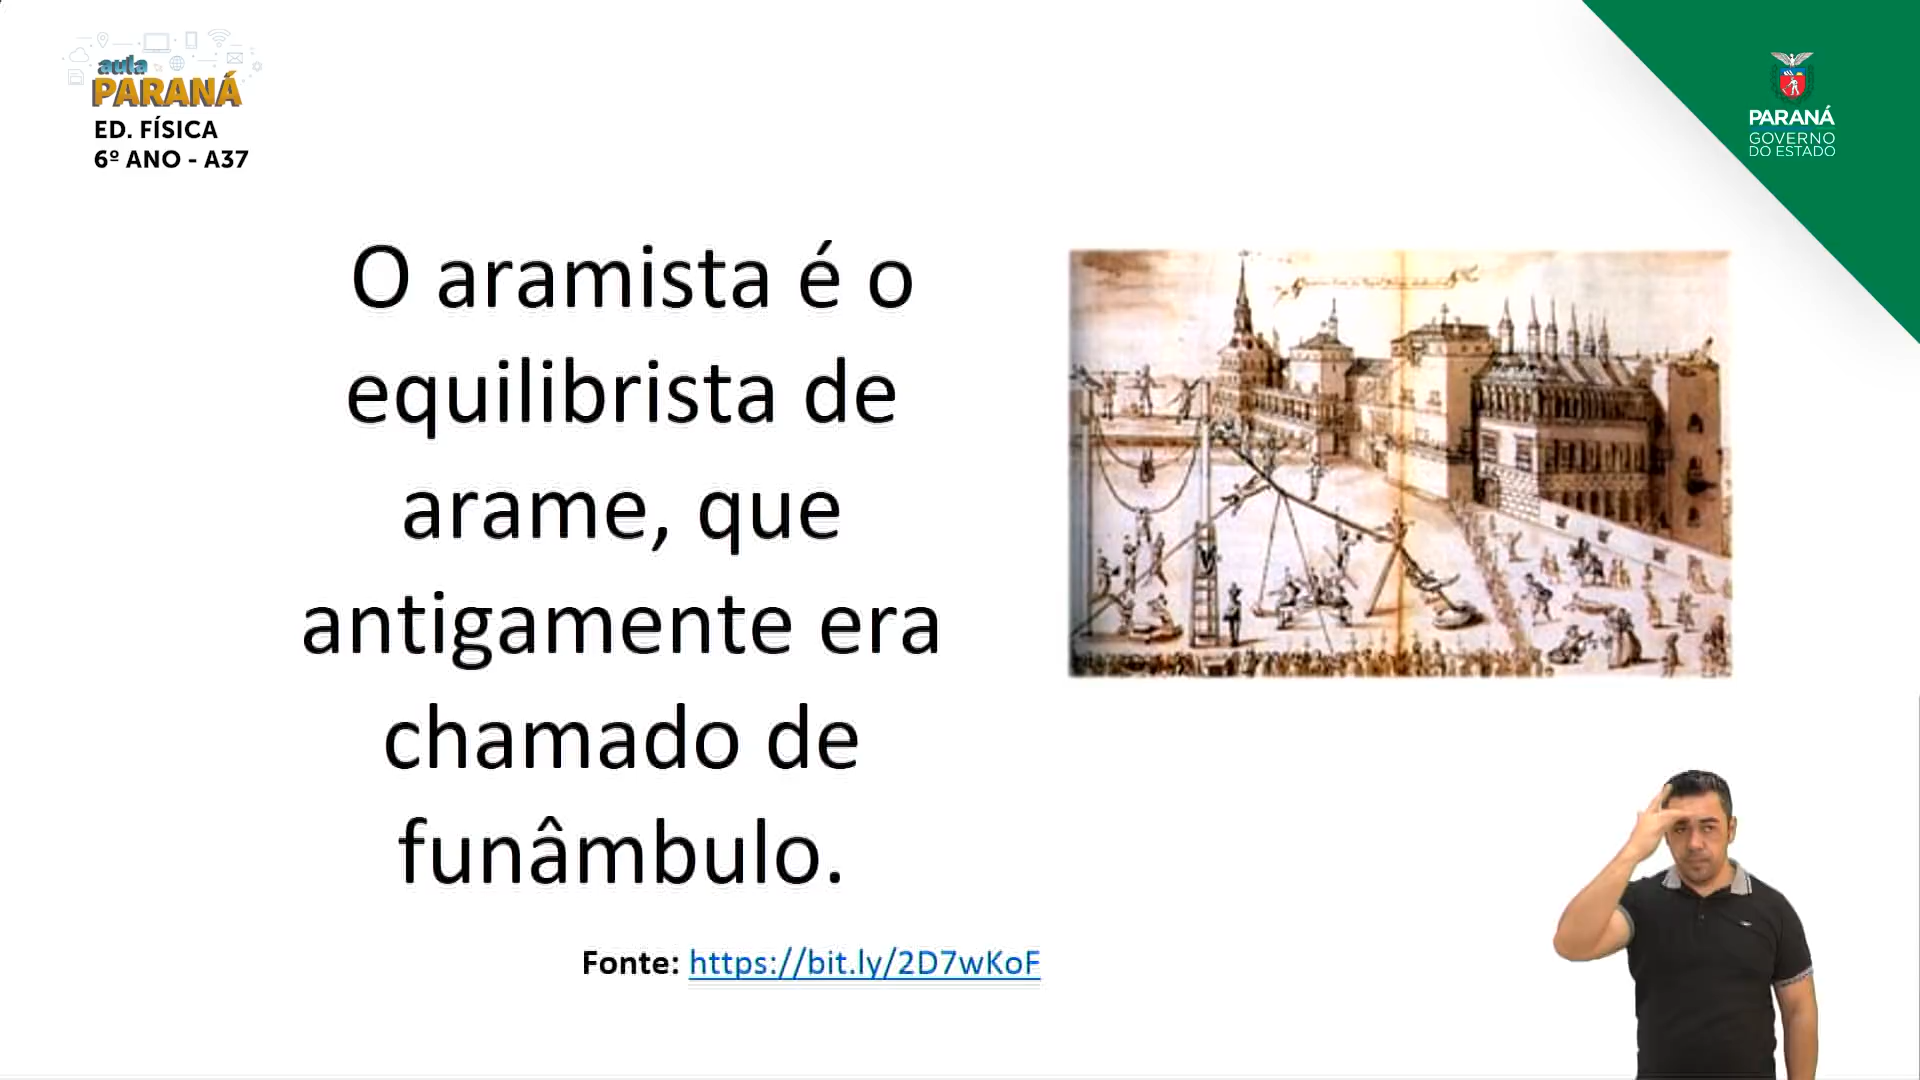 aula
PARANÁ
ED. FÍSICA
6º ANO - A37
PARANÁ
GOVERNO
DO ESTADO
O aramista é o
equilibrista de
arame, que
antigamente era
chamado de
funâmbulo.
Fonte: https://bit.ly/2D7wKoF